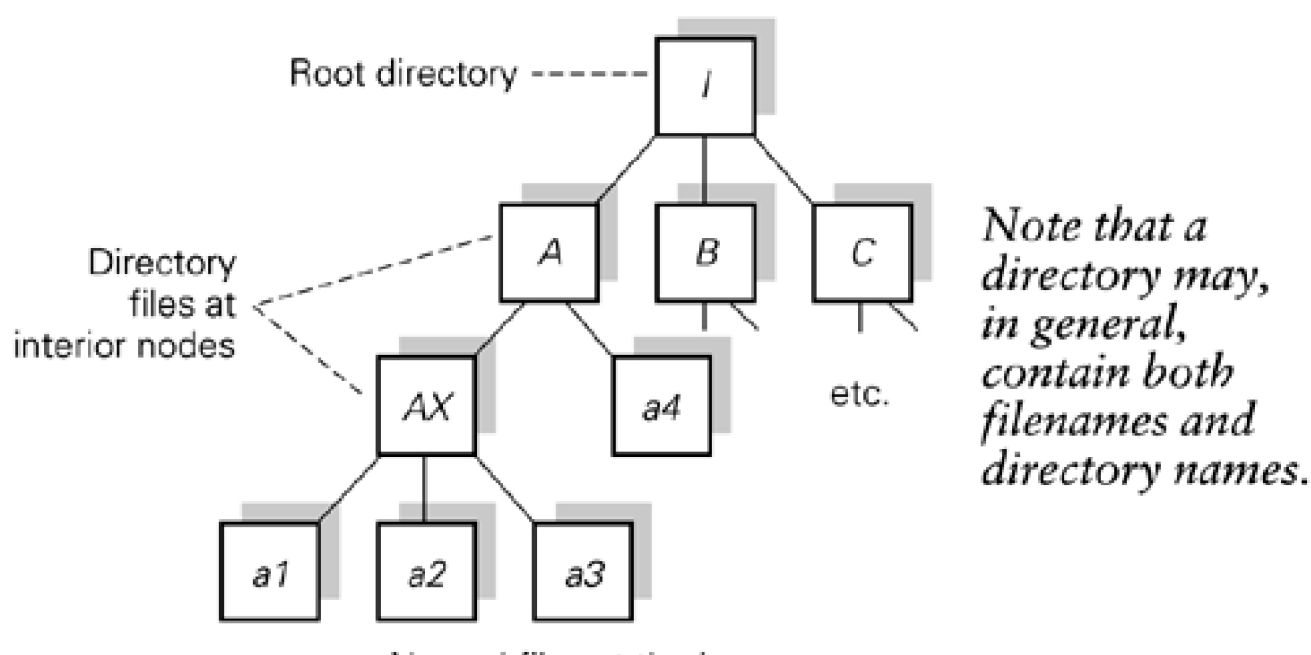 Root directory
/
A
B
C
Directory
files at
interior nodes
AX
a4
etc.
Note that a
directory may,
in general,
contain both
filenames and
directory names.
a1
a2
a3